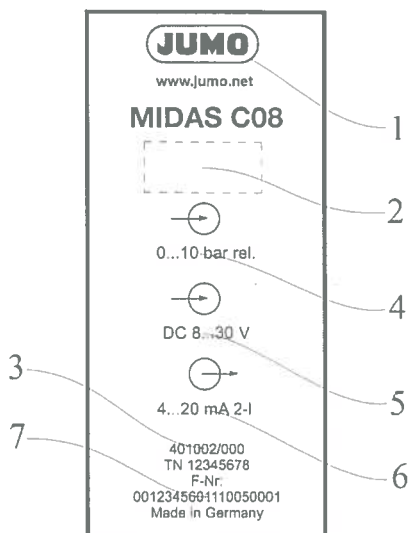 JUMO
www.jumo.net
MIDAS C08
1
2
0...10 bar rel.
4
DC 8...30 V
5
4...20 mA 2-I
6
3
401002/000
TN 12345678
7
F-Nr.
0012345601110050001
Made in Germany